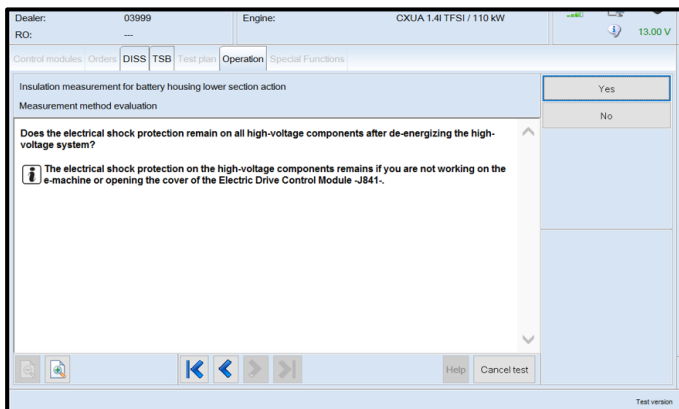 Dealer: 03999 Engine: CXUA 1.4l TFSI / 110 kW
RO: --- 13.00 V
Control modules Orders DISS TSB Test plan Operation Special Functions
Insulation measurement for battery housing lower section action
Measurement method evaluation
Yes
No
Does the electrical shock protection remain on all high-voltage components after de-energizing the high-
voltage system?
The electrical shock protection on the high-voltage components remains if you are not working on the
e-machine or opening the cover of the Electric Drive Control Module -J841-.
Help Cancel test
Test version